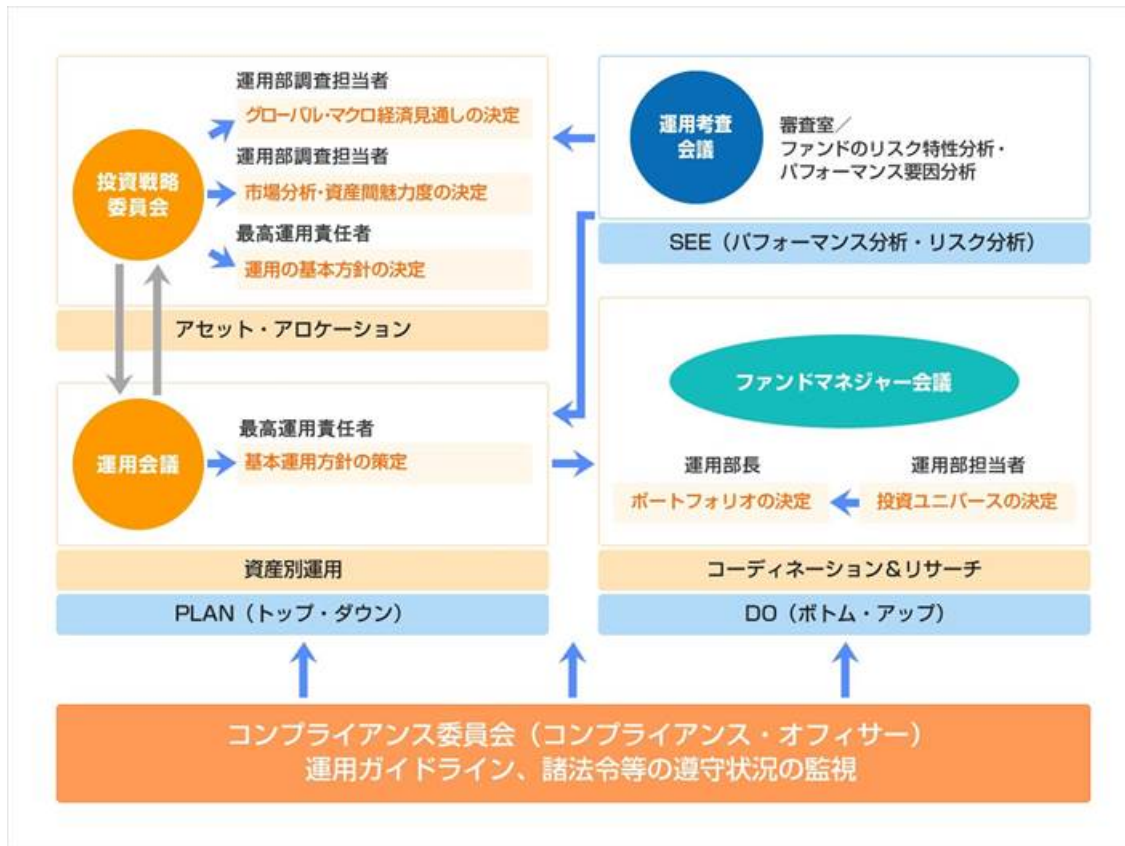 投資戦略
委員会
運用部調査担当者
グローバル・マクロ経済見通しの決定
運用部調査担当者
市場分析・資産間魅力度の決定
最高運用責任者
運用の基本方針の決定
アセット・アロケーション
運用会議
最高運用責任者
基本運用方針の策定
資産別運用
PLAN（トップ・ダウン）
運用考査
会議
審査室／
ファンドのリスク特性分析・
パフォーマンス要因分析
SEE（パフォーマンス分析・リスク分析）
ファンドマネジャー会議
運用部長
ポートフォリオの決定
運用部担当者
投資ユニバースの決定
コーディネーション＆リサーチ
DO（ボトム・アップ）
コンプライアンス委員会（コンプライアンス・オフィサー）
運用ガイドライン、諸法令等の遵守状況の監視